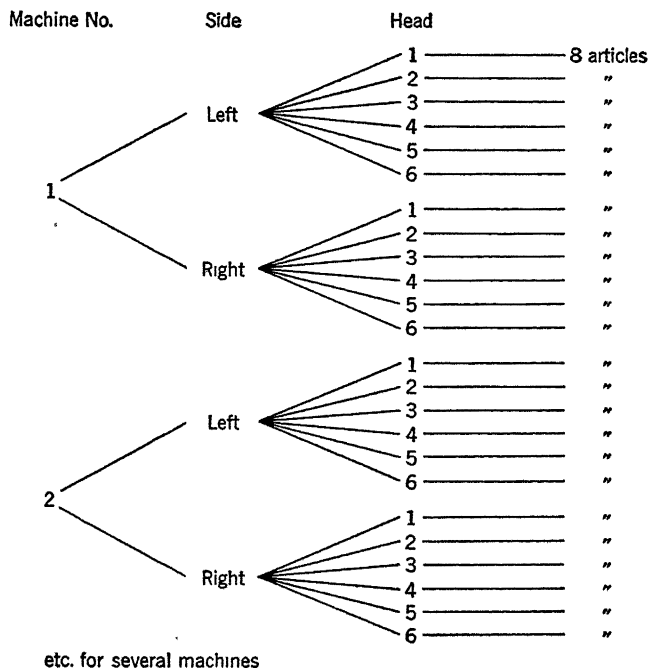 Machine No. Side Head
1 8 articles
2 "
Left 3 "
4 "
5 "
1 6 "
1 "
2 "
Right 3 "
4 "
5 "
6 "
1 "
2 "
Left 3 "
4 "
5 "
2 6 "
1 "
2 "
Right 3 "
4 "
5 "
6 "
etc. for several machines